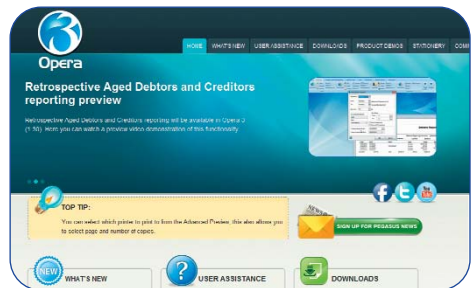 Opera
HOME WHAT'S NEW USER ASSISTANCE DOWNLOADS PRODUCT DEMOS STATIONERY
Retrospective Aged Debtors and Creditors
reporting preview
Retrospective Aged Debtors and Creditors reporting will be available in Opera 3
(1.30). Here you can watch a preview video demonstration of this functionality.
TOP TIP:
You can select which printer to print to from the Advanced Preview, this also allows you
to select page and number of copies.
SIGN UP FOR PEGASUS NEWS
NEW
WHAT'S NEW
?
USER ASSISTANCE
DOWNLOADS